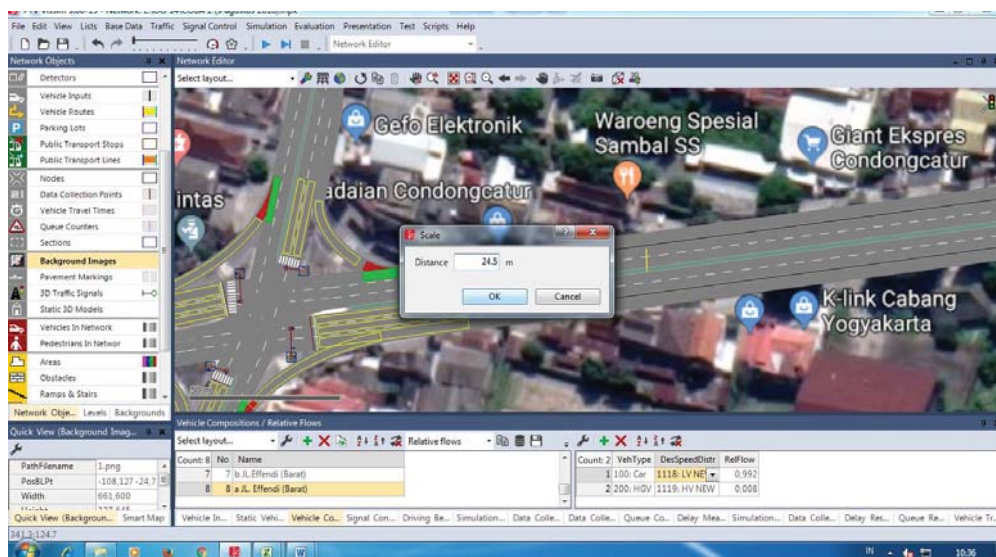 File Edit View Lists Base Data Traffic Signal Control Simulation Evaluation Presentation Test Scripts Help
Network Editor
Network Objects
Network Editor
Select layout...
Detectors
Vehicle Inputs
Vehicle Routes
Parking Lots
Public Transport Stops
Public Transport Lines
Nodes
Data Collection Points
Vehicle Travel Times
Queue Counters
Sections
Background Images
Pavement Markings
3D Traffic Signals
Static 3D Models
Vehicles In Network
Pedestrians In Networ
Areas
Obstacles
Ramps & Stairs
Network Obje... Levels Backgrounds
Gefo Elektronik
Waroeng Spesial
Sambal SS
Giant Ekspres
Condongcatur
intas
adaian Condongcatur
K-link Cabang
Yogyakarta
Scale
Distance 24.5 m
OK Cancel
Quick View (Background Imag...
PathFilename 1.png
PosBLPt -108,127 -24,7
Width 661,600
Quick View (Backgroun... Smart Map
Vehicle Compositions / Relative Flows
Select layout... Relative flows
Count: 8 No Name
7 7 b JL.Effendi (Barat)
8 8 a JL. Effendi (Barat)
Count: 2 VehType DesSpeedDistr RelFlow
1 100: Car 1118: LV NE 0,992
2 200: HGV 1119: HV NEW 0,008
Vehicle In... Static Vehi... Vehicle Co... Signal Con... Driving Be... Simulation... Data Colle... Data Colle... Queue Co... Delay Mea... Simulation... Data Colle... Delay Res... Queue Re... Vehicle Tr...
341.3:124.7
IN 10:36